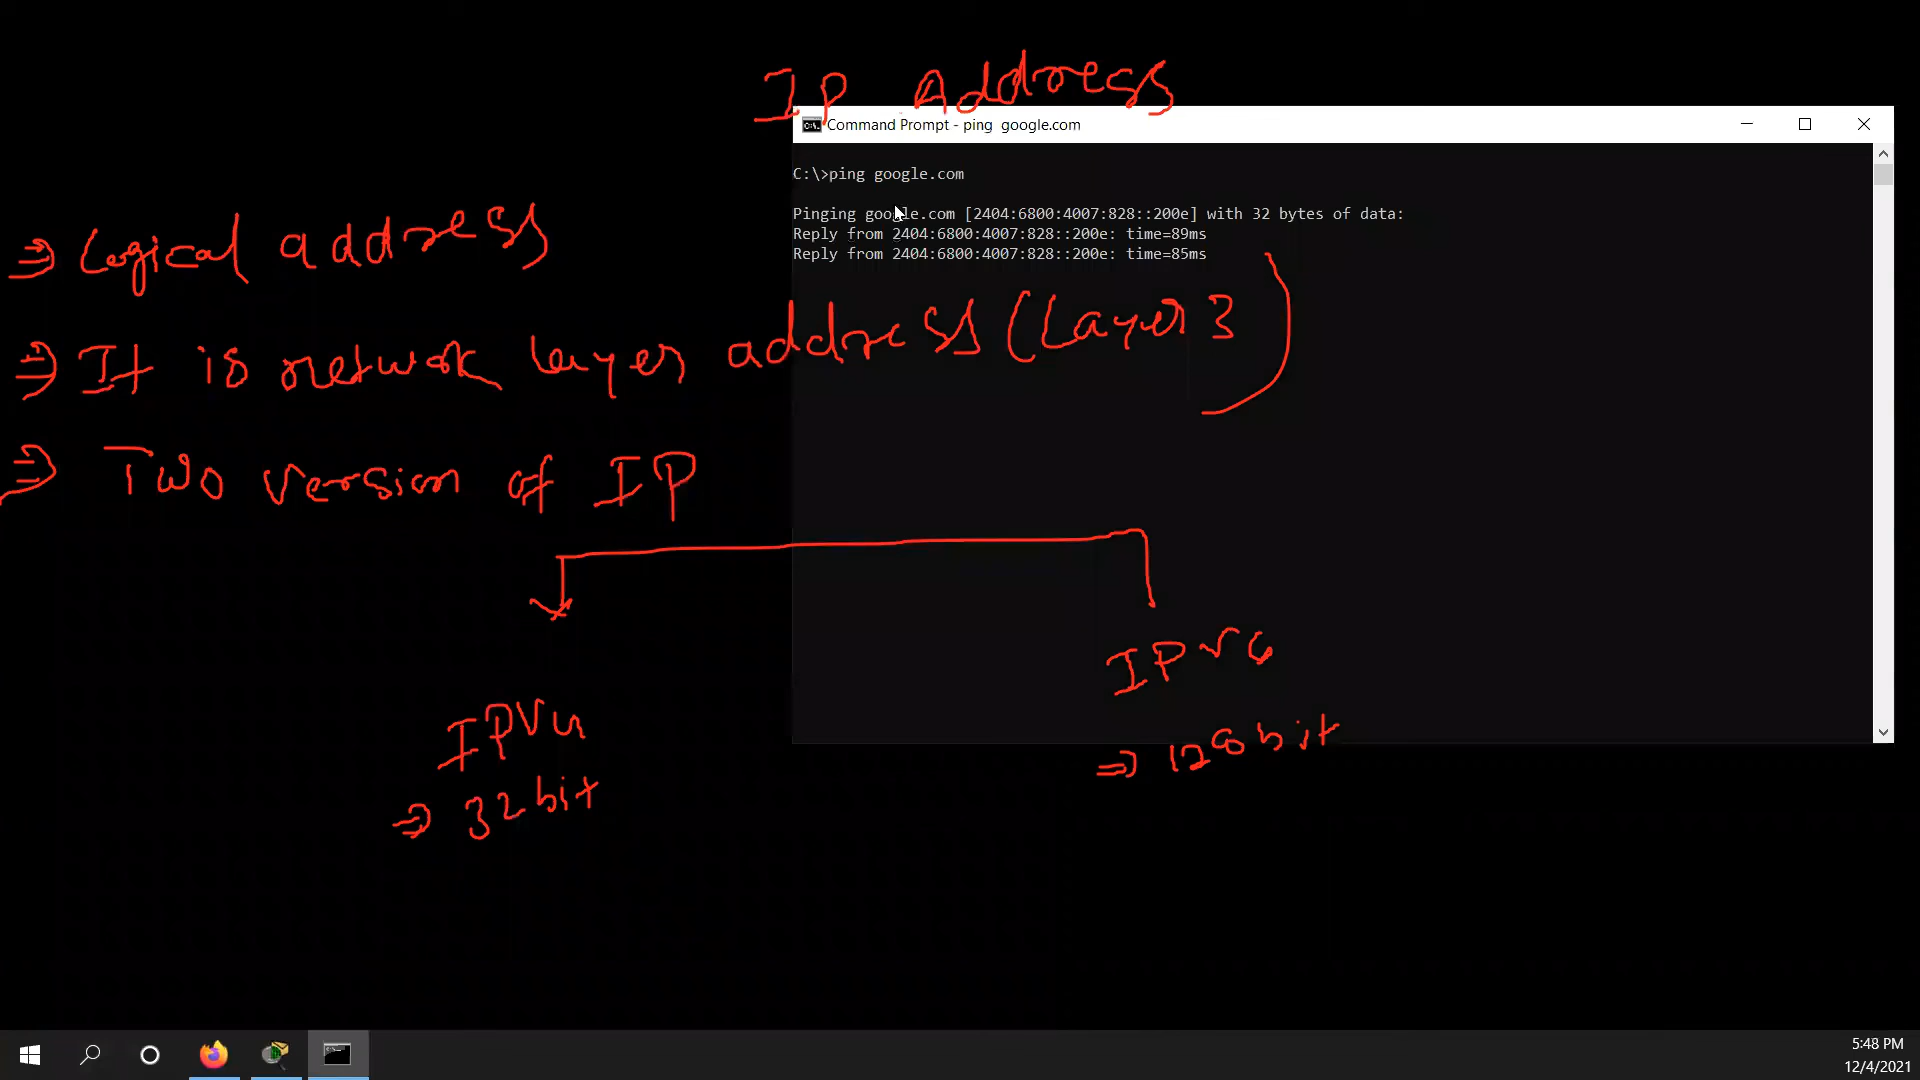 IP Address
Command Prompt - ping  google.com
C:\>ping google.com
Pinging google.com [2404:6800:4007:828::200e] with 32 bytes of data:
Reply from 2404:6800:4007:828::200e: time=89ms
Reply from 2404:6800:4007:828::200e: time=85ms
⇒ Logical address
⇒ It is network layer address (Layer 3)
⇒ Two version of IP
IPV4
⇒ 32 bit
IPV6
⇒ 128 bit
5:48 PM
12/4/2021